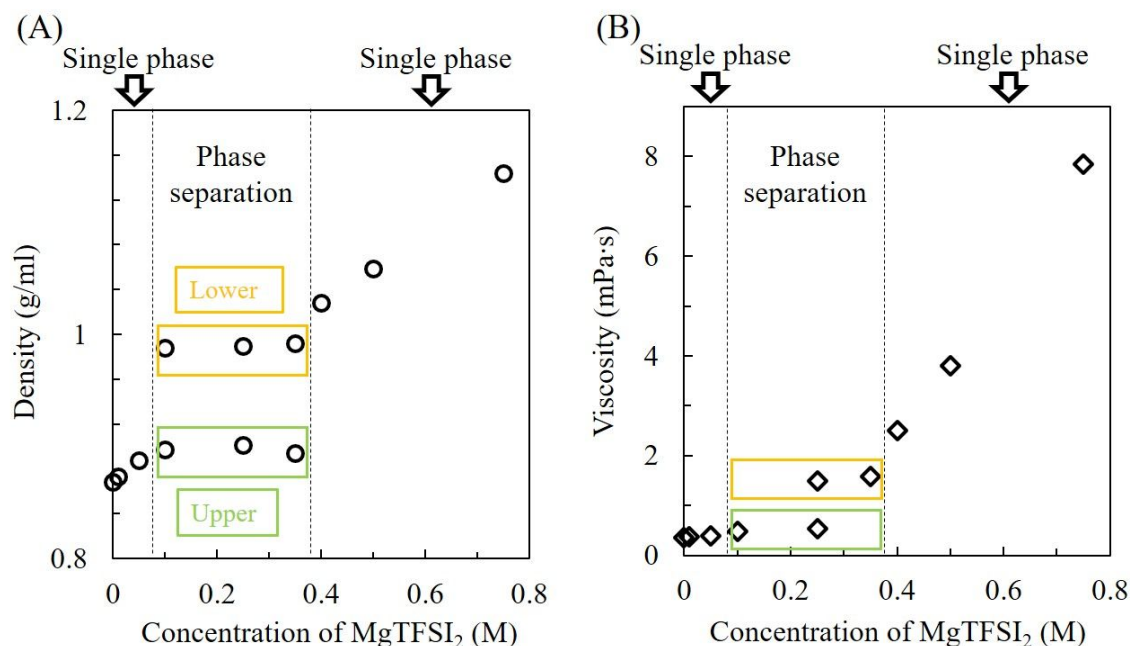 (A)
Single phase
Single phase
1.2
1
0.8
Density (g/ml)
Phase
separation
Lower
Upper
0
0.2
0.4
0.6
0.8
Concentration of MgTFSI₂ (M)
(B)
Single phase
Single phase
8
6
4
2
0
Viscosity (mPa·s)
Phase
separation
0
0.2
0.4
0.6
0.8
Concentration of MgTFSI₂ (M)